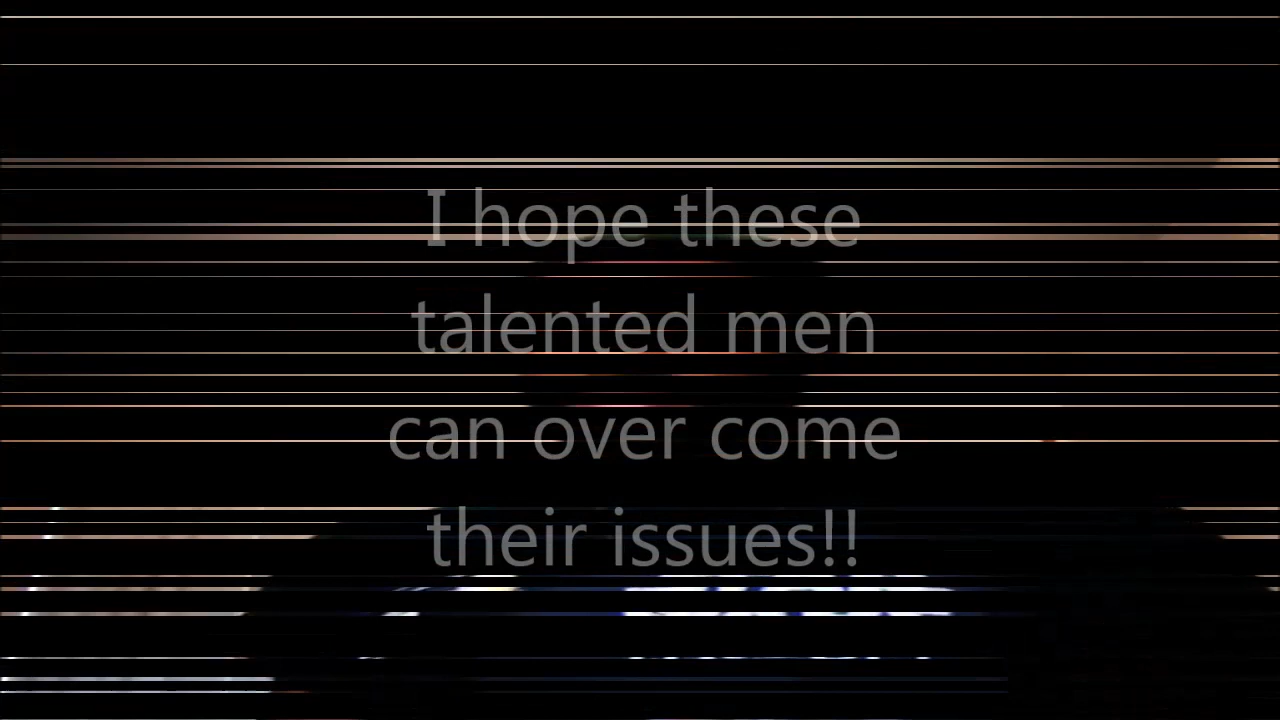 I hope these
talented men
can over come
their issues!!